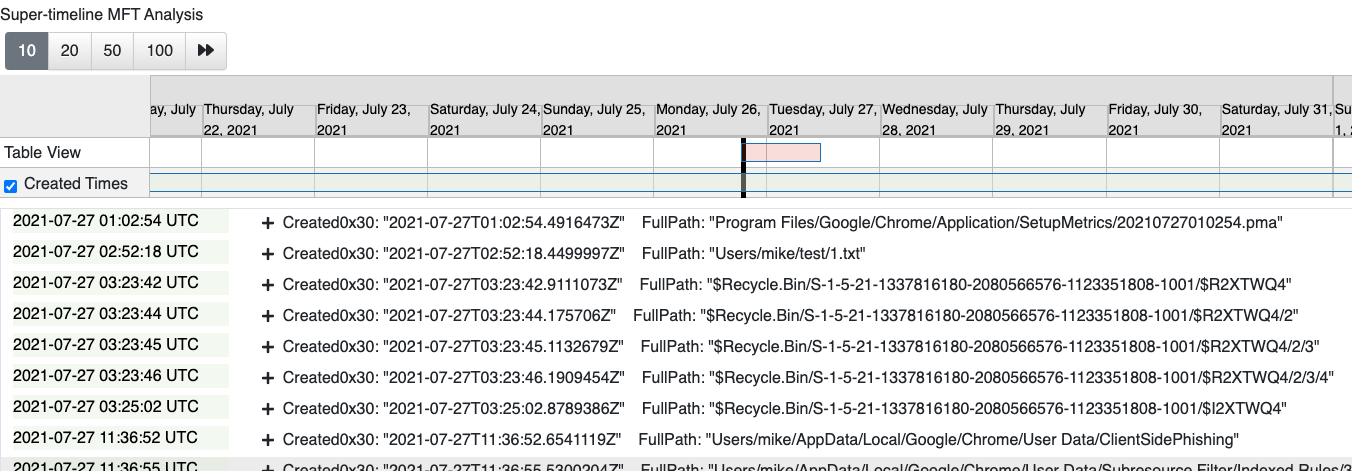 Super-timeline MFT Analysis
10 20 50 100
ay, July Thursday, July Friday, July 23, Saturday, July 24, Sunday, July 25, Monday, July 26, Tuesday, July 27, Wednesday, July Thursday, July Friday, July 30, Saturday, July 31, Su
22, 2021 2021 2021 2021 2021 2021 28, 2021 29, 2021 2021 2021 1, 2
Table View
Created Times
2021-07-27 01:02:54 UTC + Created0x30: "2021-07-27T01:02:54.4916473Z" FullPath: "Program Files/Google/Chrome/Application/SetupMetrics/20210727010254.pma"
2021-07-27 02:52:18 UTC + Created0x30: "2021-07-27T02:52:18.4499997Z" FullPath: "Users/mike/test/1.txt"
2021-07-27 03:23:42 UTC + Created0x30: "2021-07-27T03:23:42.9111073Z" FullPath: "$Recycle.Bin/S-1-5-21-1337816180-2080566576-1123351808-1001/$R2XTWQ4"
2021-07-27 03:23:44 UTC + Created0x30: "2021-07-27T03:23:44.175706Z" FullPath: "$Recycle.Bin/S-1-5-21-1337816180-2080566576-1123351808-1001/$R2XTWQ4/2"
2021-07-27 03:23:45 UTC + Created0x30: "2021-07-27T03:23:45.1132679Z" FullPath: "$Recycle.Bin/S-1-5-21-1337816180-2080566576-1123351808-1001/$R2XTWQ4/2/3"
2021-07-27 03:23:46 UTC + Created0x30: "2021-07-27T03:23:46.1909454Z" FullPath: "$Recycle.Bin/S-1-5-21-1337816180-2080566576-1123351808-1001/$R2XTWQ4/2/3/4"
2021-07-27 03:25:02 UTC + Created0x30: "2021-07-27T03:25:02.8789386Z" FullPath: "$Recycle.Bin/S-1-5-21-1337816180-2080566576-1123351808-1001/$I2XTWQ4"
2021-07-27 11:36:52 UTC + Created0x30: "2021-07-27T11:36:52.6541119Z" FullPath: "Users/mike/AppData/Local/Google/Chrome/User Data/ClientSidePhishing"
2021-07-27 11:36:55 UTC + Created0x30: "2021-07-27T11:36:55.5300204Z" FullPath: "Users/mike/AppData/Local/Google/Chrome/User Data/Subresource Filter/Indexed Rules/